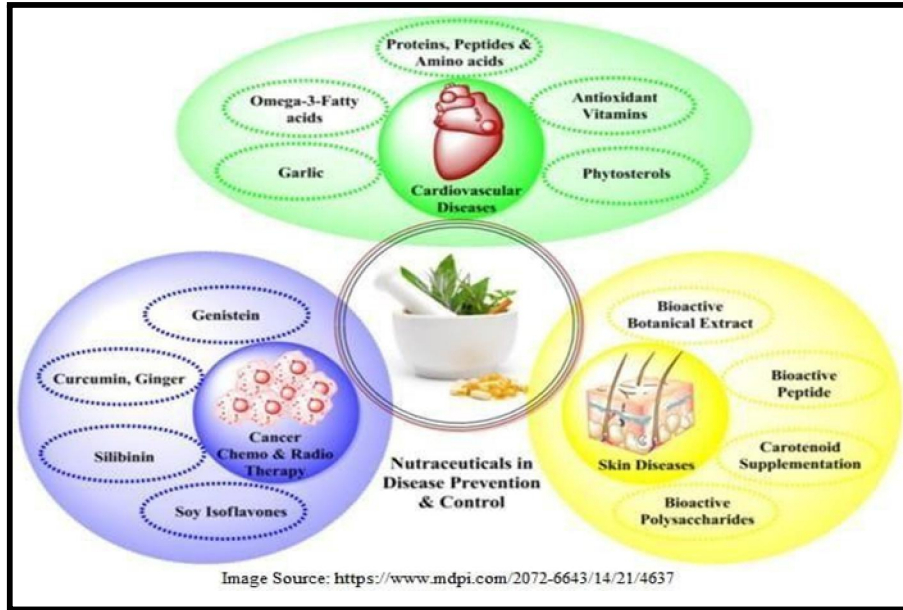 Proteins, Peptides &
Amino acids
Omega-3-Fatty
acids
Antioxidant
Vitamins
Garlic
Phytosterols
Cardiovascular
Diseases
Genistein
Curcumin, Ginger
Silibinin
Soy Isoflavones
Cancer
Chemo & Radio
Therapy
Nutraceuticals in
Disease Prevention
& Control
Bioactive
Botanical Extract
Bioactive
Peptide
Carotenoid
Supplementation
Bioactive
Polysaccharides
Skin Diseases
Image Source: https://www.mdpi.com/2072-6643/14/21/4637